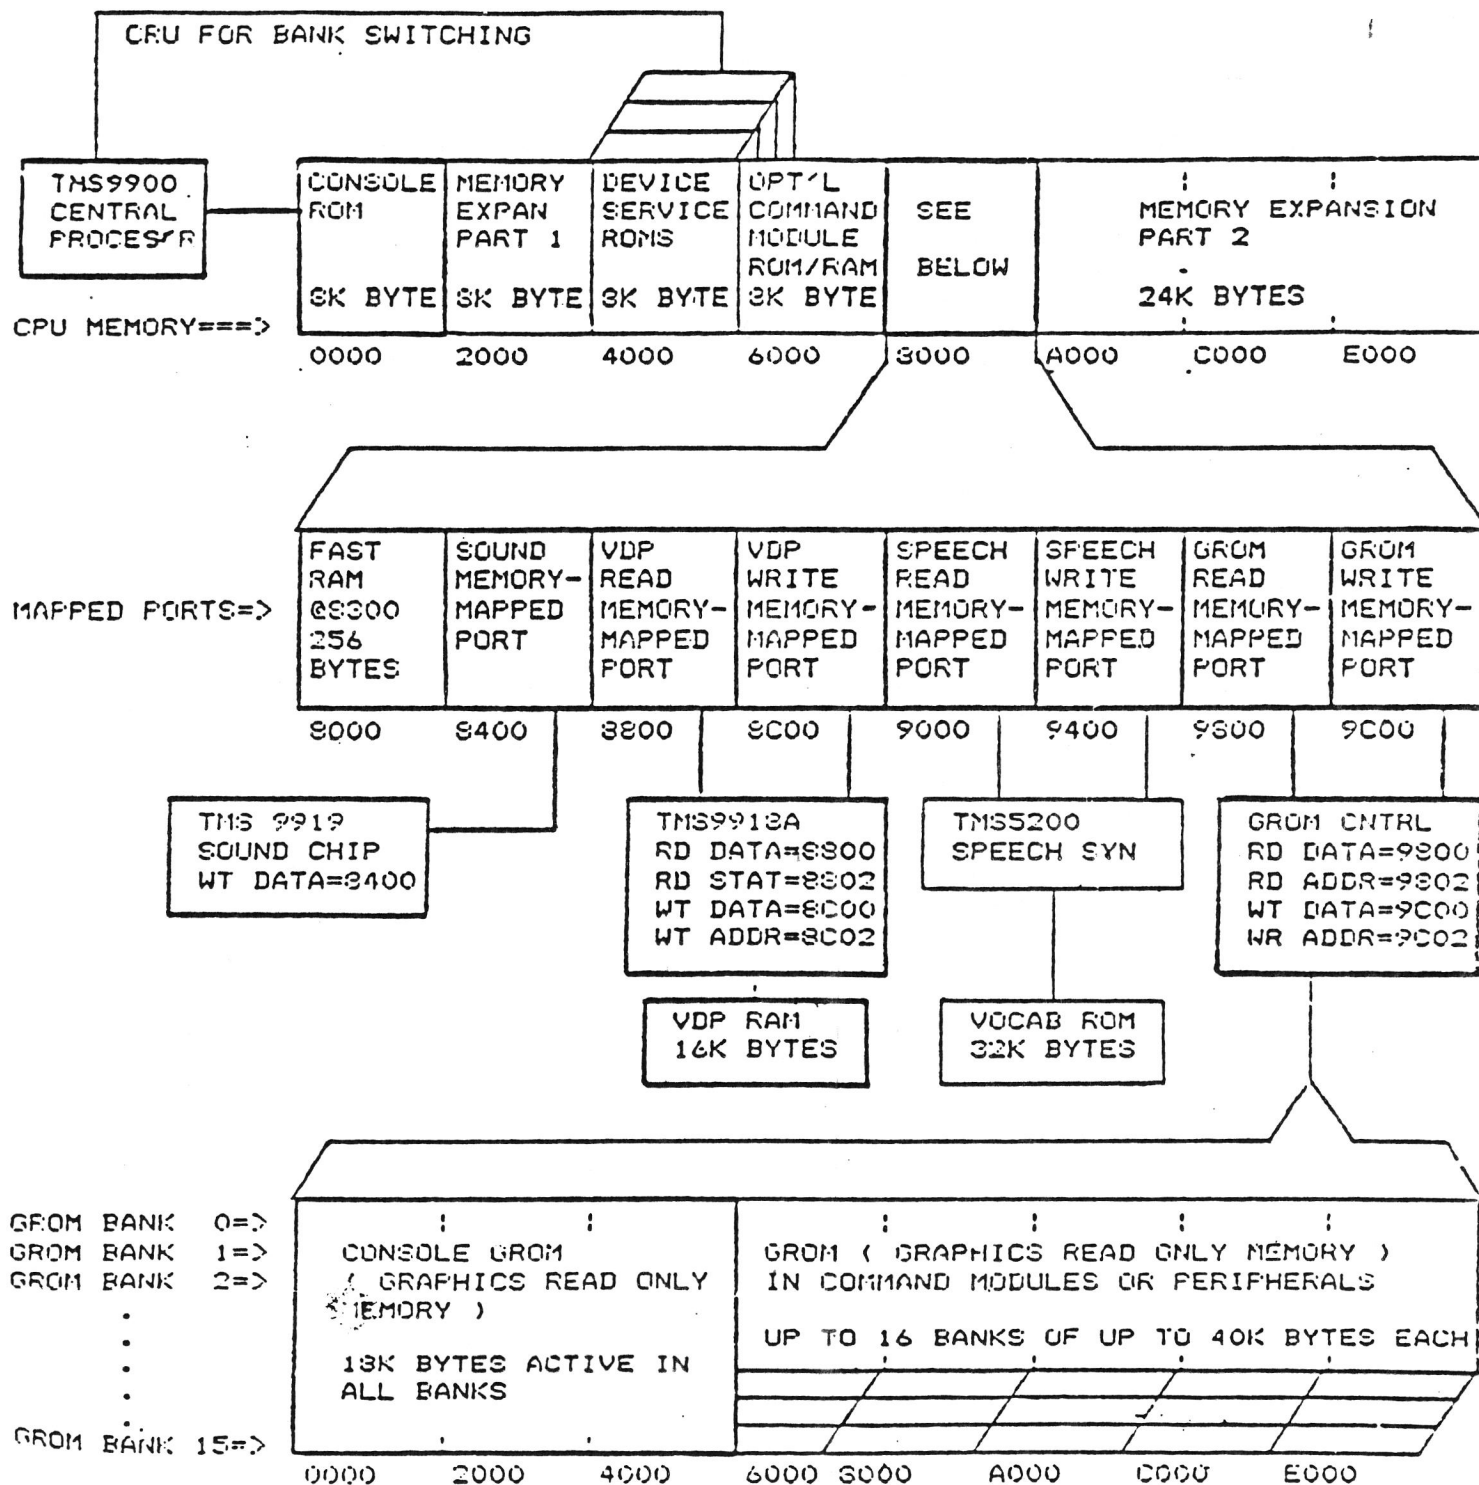 CRU FOR BANK SWITCHING
TMS9900
CENTRAL
PROCES'R
CONSOLE
ROM
8K BYTE
MEMORY
EXPAN
PART 1
8K BYTE
DEVICE
SERVICE
ROMS
8K BYTE
OPT'L
COMMAND
MODULE
ROM/RAM
8K BYTE
SEE
BELOW
MEMORY EXPANSION
PART 2
24K BYTES
CPU MEMORY===>
0000 2000 4000 6000 8000 A000 C000 E000
MAPPED PORTS=>
FAST
RAM
@8300
256
BYTES
SOUND
MEMORY-
MAPPED
PORT
VDP
READ
MEMORY-
MAPPED
PORT
VDP
WRITE
MEMORY-
MAPPED
PORT
SPEECH
READ
MEMORY-
MAPPED
PORT
SPEECH
WRITE
MEMORY-
MAPPED
PORT
GROM
READ
MEMORY-
MAPPED
PORT
GROM
WRITE
MEMORY-
MAPPED
PORT
8000 8400 8800 8C00 9000 9400 9800 9C00
TMS 9919
SOUND CHIP
WT DATA=8400
TMS9918A
RD DATA=8800
RD STAT=8802
WT DATA=8C00
WT ADDR=8C02
TMS5200
SPEECH SYN
GROM CNTRL
RD DATA=9800
RD ADDR=9802
WT DATA=9C00
WR ADDR=9C02
VDP RAM
16K BYTES
VOCAB ROM
32K BYTES
GROM BANK 0=>
GROM BANK 1=>
GROM BANK 2=>
GROM BANK 15=>
CONSOLE GROM
( GRAPHICS READ ONLY
MEMORY )
18K BYTES ACTIVE IN
ALL BANKS
GROM ( GRAPHICS READ ONLY MEMORY )
IN COMMAND MODULES OR PERIPHERALS
UP TO 16 BANKS OF UP TO 40K BYTES EACH
0000 2000 4000 6000 8000 A000 C000 E000